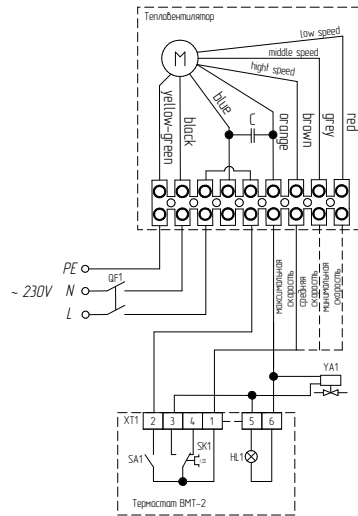 Тепловентилятор
low speed
middle speed
hight speed
M
yellow-green
black
blue
C
orange
brown
grey
red
PE
~ 230V
N
QF1
L
максимальная скорость
средняя скорость
минимальная скорость
YA1
XT1
2
3
4
1
5
6
SA1
SK1
t°
HL1
Термостат ВМТ-2